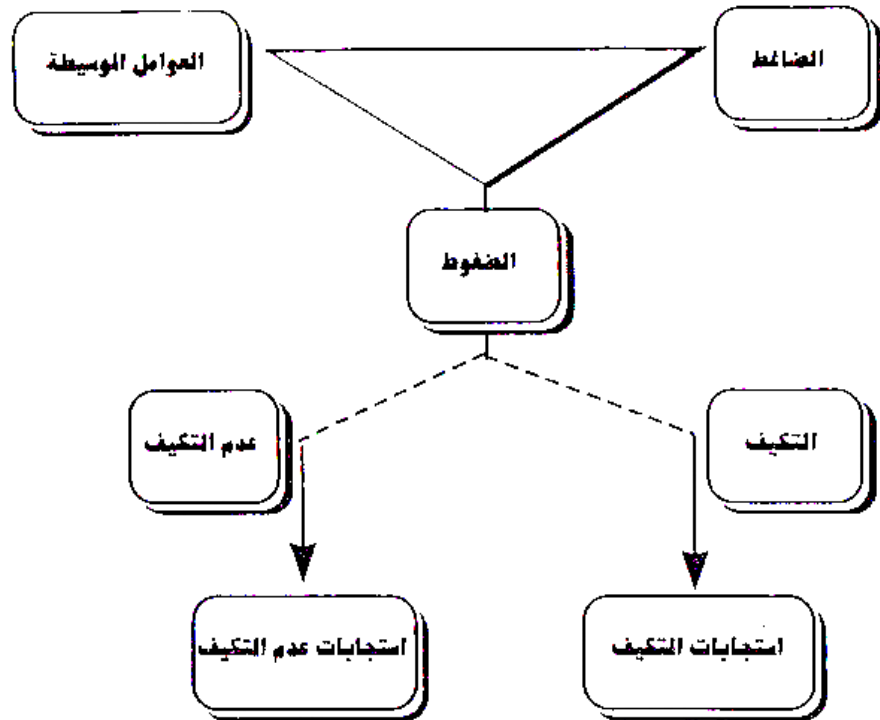 الضاغط
العوامل الوسيطة
الضغوط
التكيف
عدم التكيف
استجابات التكيف
استجابات عدم التكيف